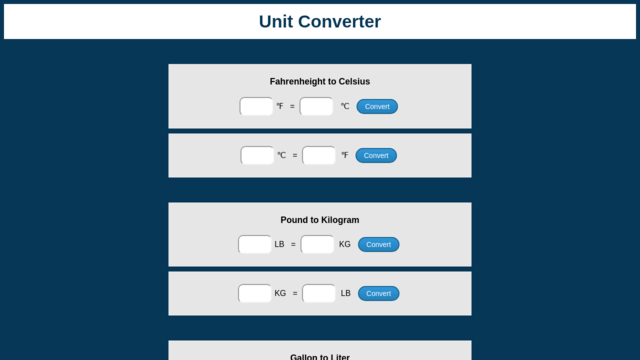 Unit Converter
Fahrenheight to Celsius
℉ = ℃ Convert
℃ = ℉ Convert
Pound to Kilogram
LB = KG Convert
KG = LB Convert
Gallon to Liter